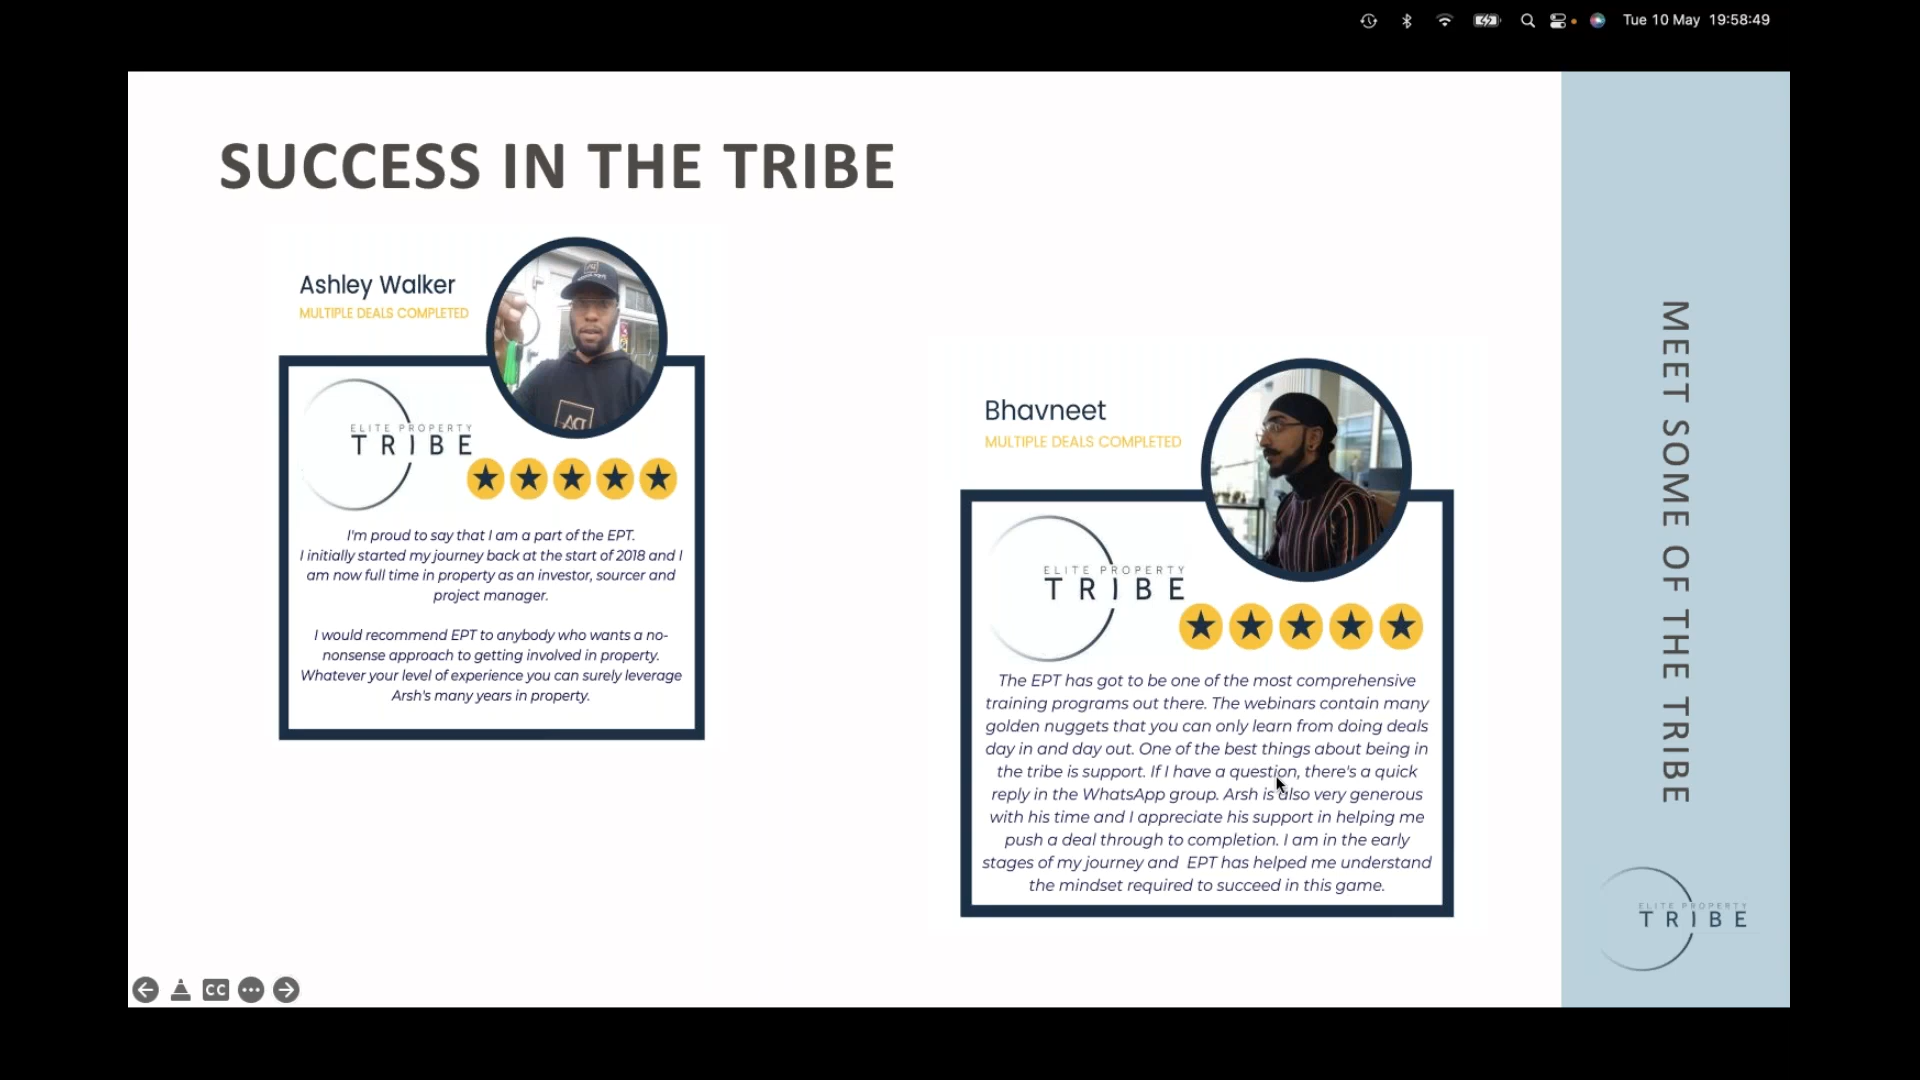 Tue 10 May 19:58:49
SUCCESS IN THE TRIBE
Ashley Walker
MULTIPLE DEALS COMPLETED
ELITE PROPERTY
TRIBE
I'm proud to say that I am a part of the EPT.
I initially started my journey back at the start of 2018 and I
am now full time in property as an investor, sourcer and
project manager.
I would recommend EPT to anybody who wants a no-
nonsense approach to getting involved in property.
Whatever your level of experience you can surely leverage
Arsh's many years in property.
Bhavneet
MULTIPLE DEALS COMPLETED
ELITE PROPERTY
TRIBE
The EPT has got to be one of the most comprehensive
training programs out there. The webinars contain many
golden nuggets that you can only learn from doing deals
day in and day out. One of the best things about being in
the tribe is support. If I have a question, there's a quick
reply in the WhatsApp group. Arsh is also very generous
with his time and I appreciate his support in helping me
push a deal through to completion. I am in the early
stages of my journey and EPT has helped me understand
the mindset required to succeed in this game.
MEET SOME OF THE TRIBE
ELITE PROPERTY
TRIBE
CC